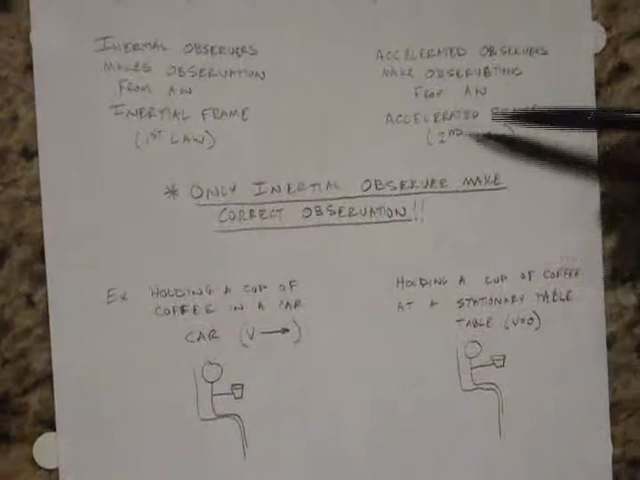 INERTIAL OBSERVERS
MAKES OBSERVATION
FROM AN
INERTIAL FRAME
(1ST LAW)
ACCELERATED OBSERVERS
MAKE OBSERVATIONS
FROM AN
ACCELERATED
(2ND
* ONLY INERTIAL OBSERVER MAKE
CORRECT OBSERVATION!!
EX HOLDING A CUP OF
COFFEE IN A CAR
CAR (V →)
HOLDING A CUP OF COFFEE
AT A STATIONARY TABLE
TABLE (V=0)